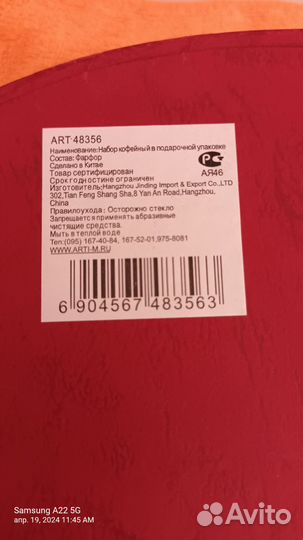 ART 48356
Наименование:Набор кофейный в подарочной упаковке
Состав: Фарфор
Сделано в Китае
Товар сертифицирован
Срок годностине ограничен
Изготовитель:Hangzhou Jinding Import & Export Co.,LTD
302,Tian Feng Shang Sha,8 Yan An Road,Hangzhou,
China
АЯ46
Правилоухода: Осторожно стекло
Запрещается применять абразивные
чистящие средства.
Мыть в теплой воде
Тел:(095) 167-40-84, 167-52-01,975-8081
WWW.ARTI-M.RU
6 904567 483563
Samsung A22 5G
апр. 19, 2024 11:45 AM
Avito